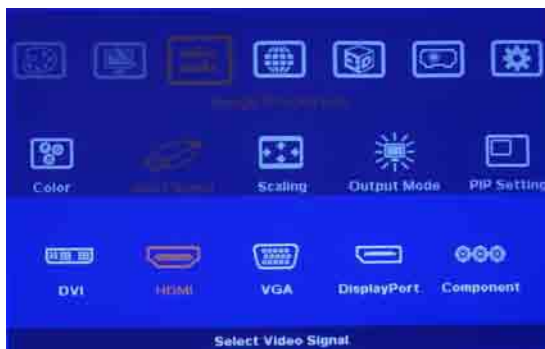 Color Scaling Output Mode PIP Setting
DVI HDMI VGA DisplayPort Component
Select Video Signal